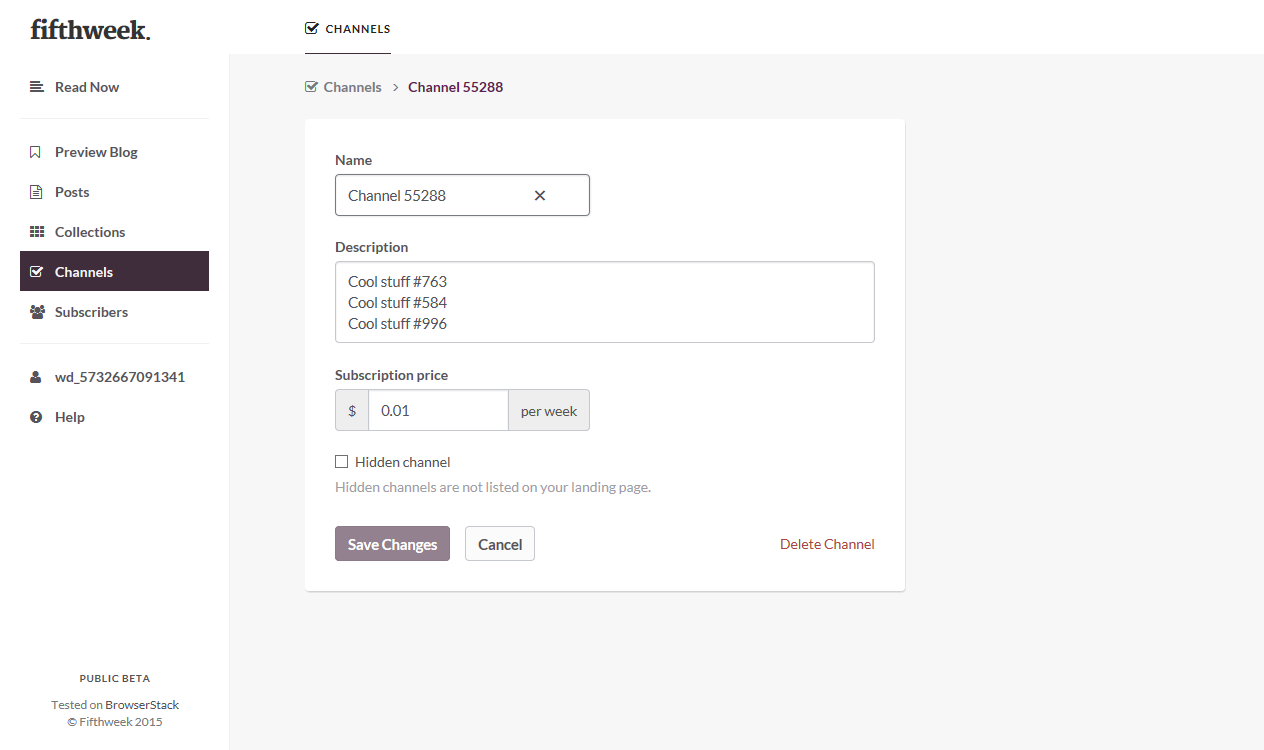 fifthweek.
CHANNELS
Read Now
Preview Blog
Posts
Collections
Channels
Subscribers
wd_5732667091341
Help
PUBLIC BETA
Tested on BrowserStack
© Fifthweek 2015
Channels > Channel 55288
Name
Channel 55288
Description
Cool stuff #763
Cool stuff #584
Cool stuff #996
Subscription price
$ 0.01 per week
Hidden channel
Hidden channels are not listed on your landing page.
Save Changes Cancel Delete Channel